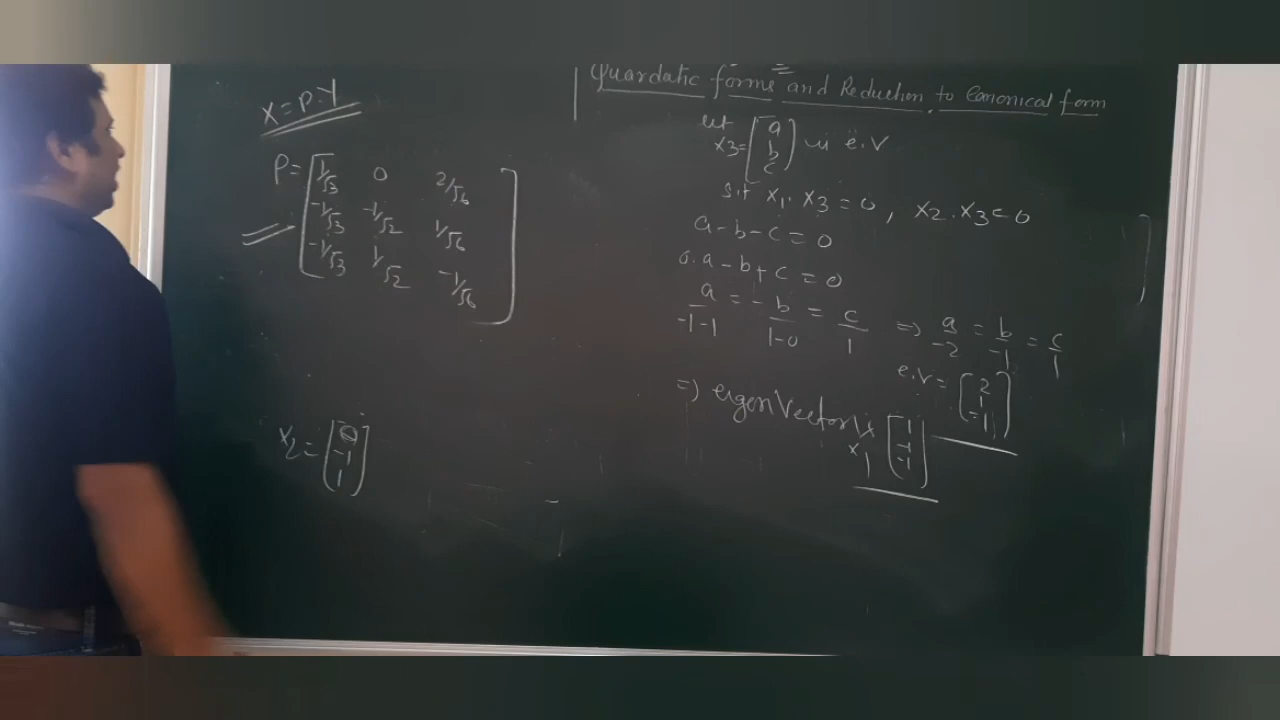 Quardatic forms and Reduction to Canonical form
X = P.Y
P = [ 1/√3 0 2/√6
-1/√3 -1/√2 1/√6
-1/√3 1/√2 -1/√6 ]
X2 = [ 0
-1
1 ]
let
X3 = [ a
b
c ] is e.v
s.t X1. X3 = 0, X2. X3 = 0
a-b-c = 0
0.a-b+c = 0
a/-1-1 = -b/1-0 = c/1 => a/-2 = b/-1 = c/1
e.v = [ 2
1
-1 ]
=) eigen Vector is
X1 [ 1
-1
-1 ]